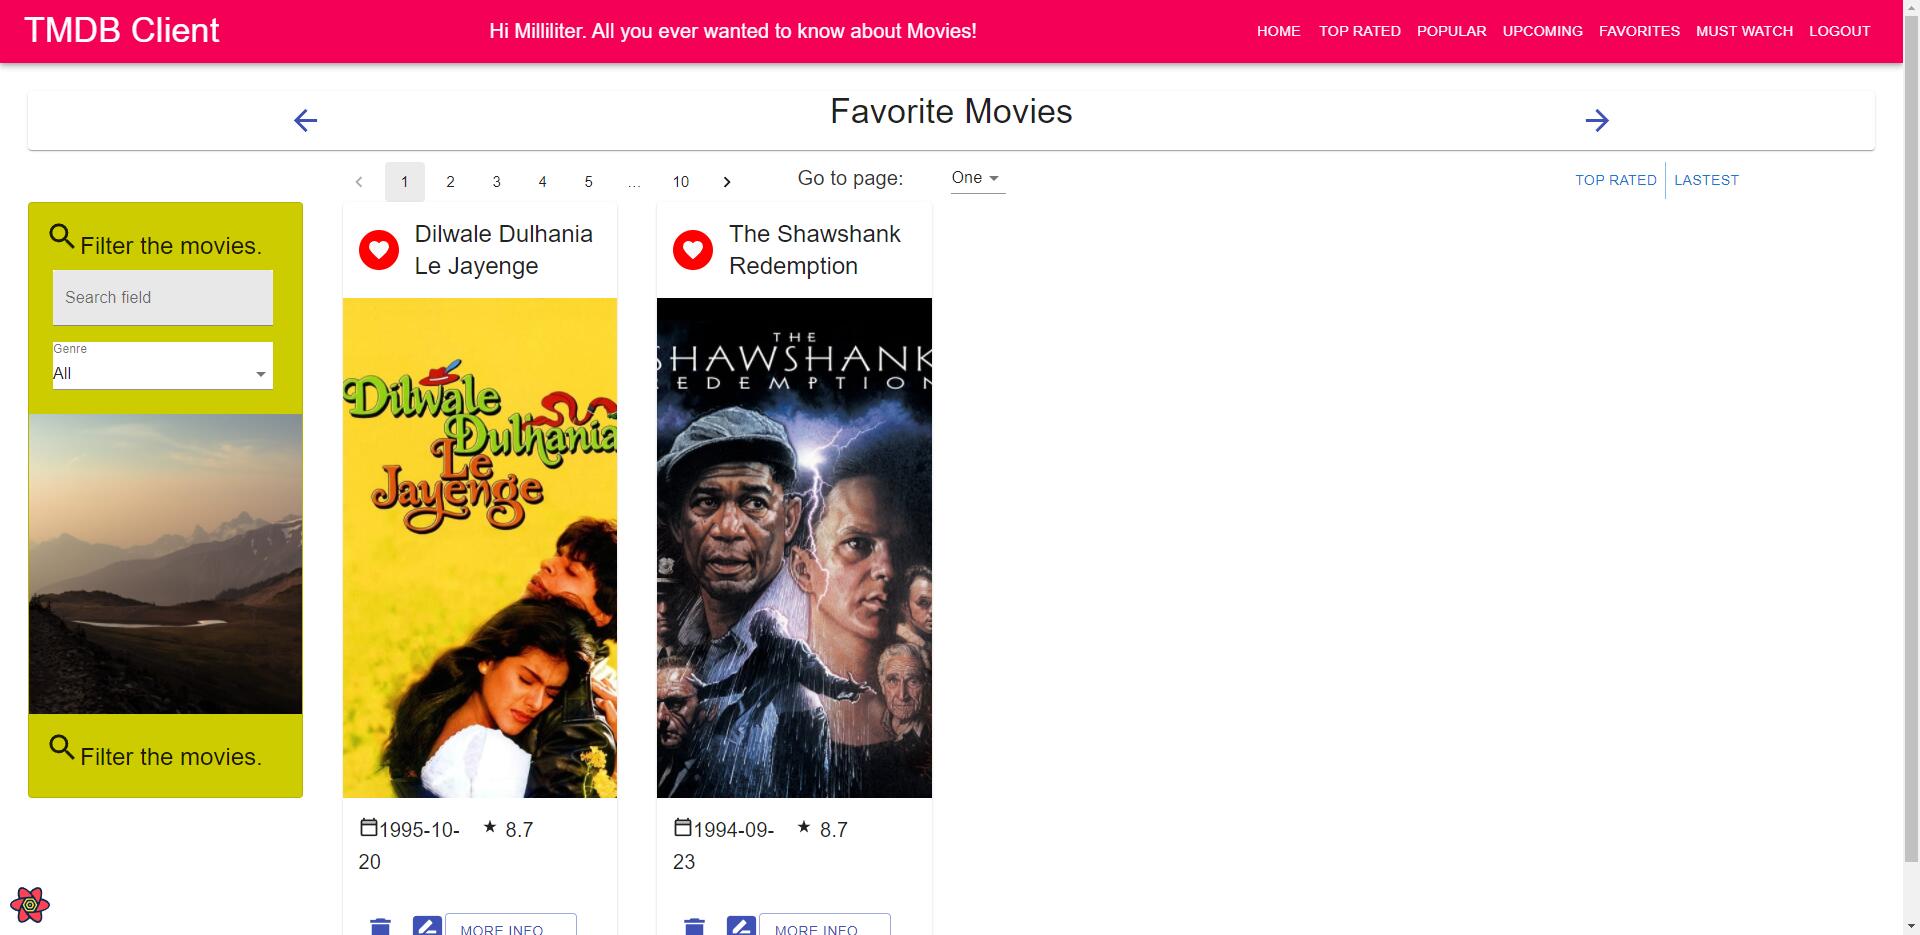 TMDB Client
Hi Milliliter. All you ever wanted to know about Movies!
HOME TOP RATED POPULAR UPCOMING FAVORITES MUST WATCH LOGOUT
Favorite Movies
1 2 3 4 5 ... 10
Go to page: One
TOP RATED LASTEST
Filter the movies.
Search field
Genre
All
Filter the movies.
Dilwale Dulhania
Le Jayenge
Dilwale
Dulhania
Le
Jayenge
1995-10-
20
8.7
MORE INFO
The Shawshank
Redemption
THE
SHAWSHANK
REDEMPTION
1994-09-
23
8.7
MORE INFO